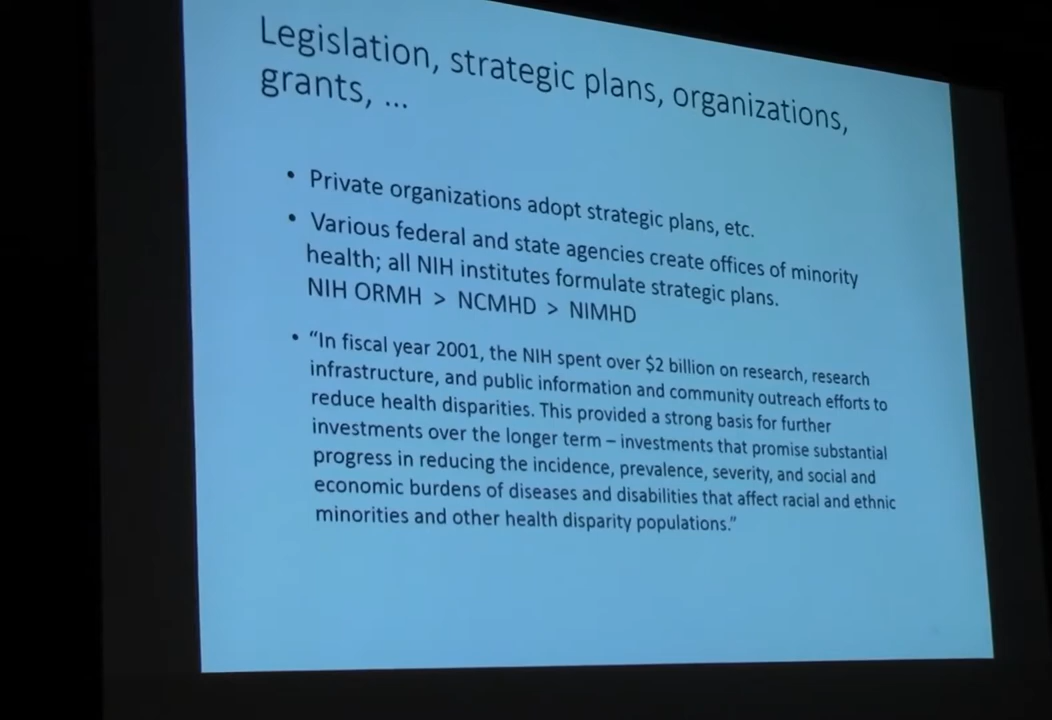 Legislation, strategic plans, organizations,
grants, ...
• Private organizations adopt strategic plans, etc.
• Various federal and state agencies create offices of minority
health; all NIH institutes formulate strategic plans.
NIH ORMH > NCMHD > NIMHD
• “In fiscal year 2001, the NIH spent over $2 billion on research, research
infrastructure, and public information and community outreach efforts to
reduce health disparities. This provided a strong basis for further
investments over the longer term – investments that promise substantial
progress in reducing the incidence, prevalence, severity, and social and
economic burdens of diseases and disabilities that affect racial and ethnic
minorities and other health disparity populations.”